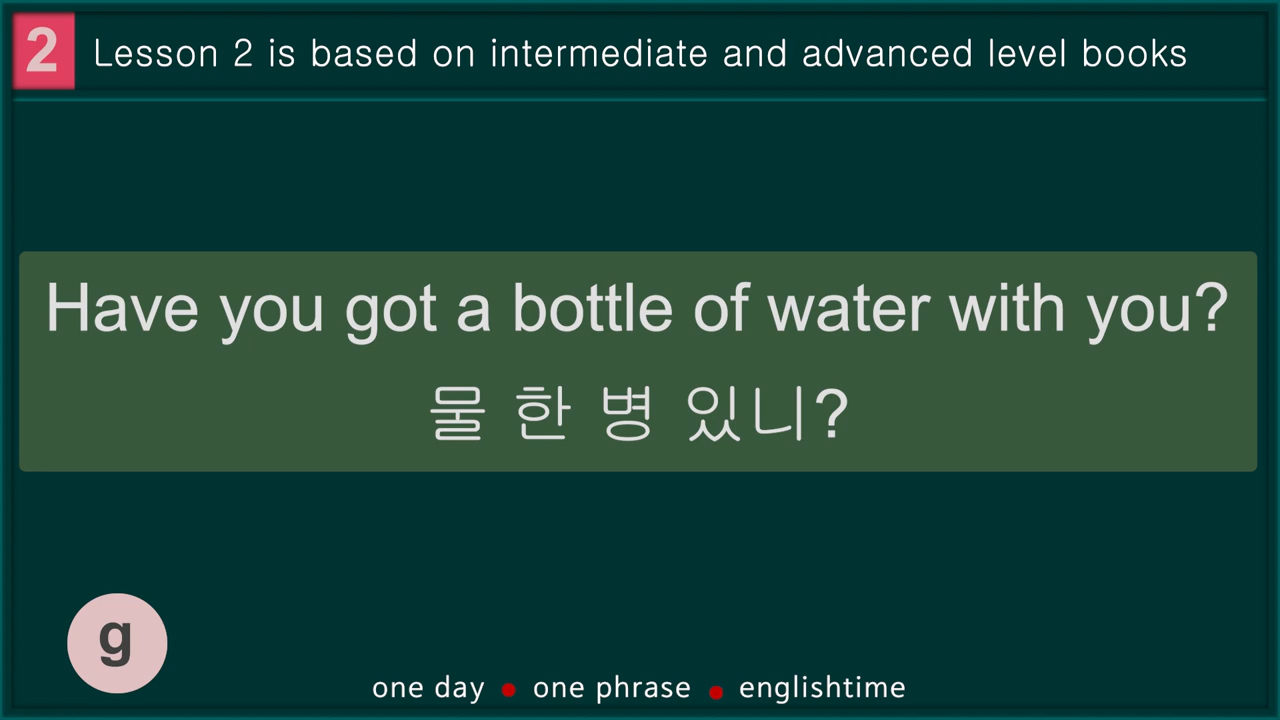 2 Lesson 2 is based on intermediate and advanced level books
Have you got a bottle of water with you?
물 한 병 있니?
g
one day • one phrase • englishtime